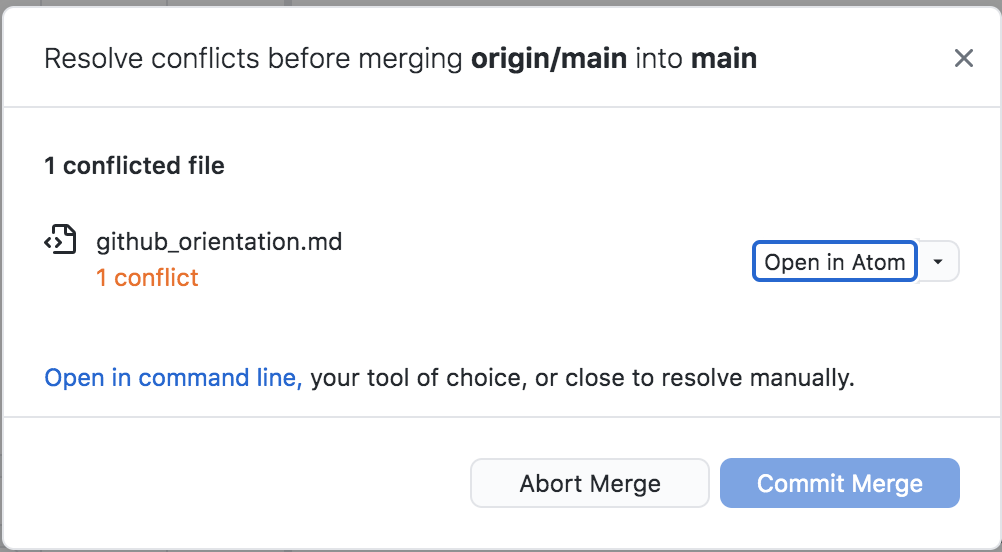 Resolve conflicts before merging origin/main into main
1 conflicted file
github_orientation.md
1 conflict
Open in Atom
Open in command line, your tool of choice, or close to resolve manually.
Abort Merge
Commit Merge